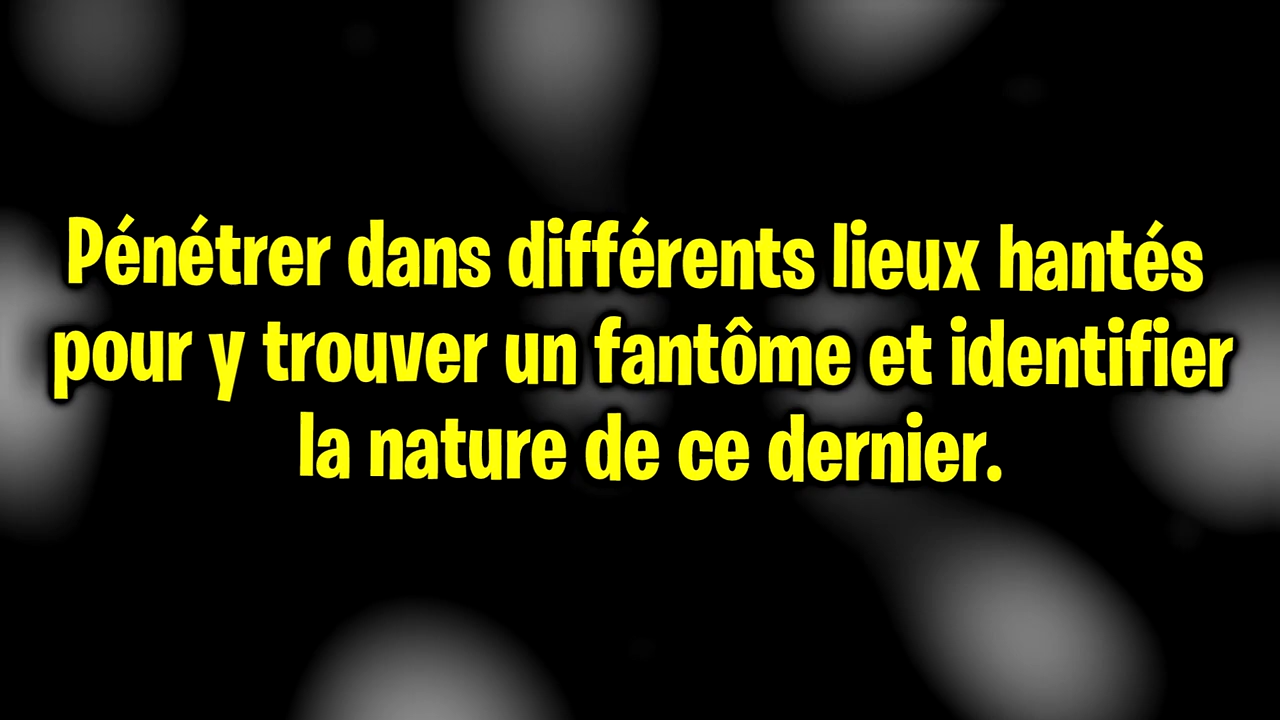 Pénétrer dans différents lieux hantés
pour y trouver un fantôme et identifier
la nature de ce dernier.